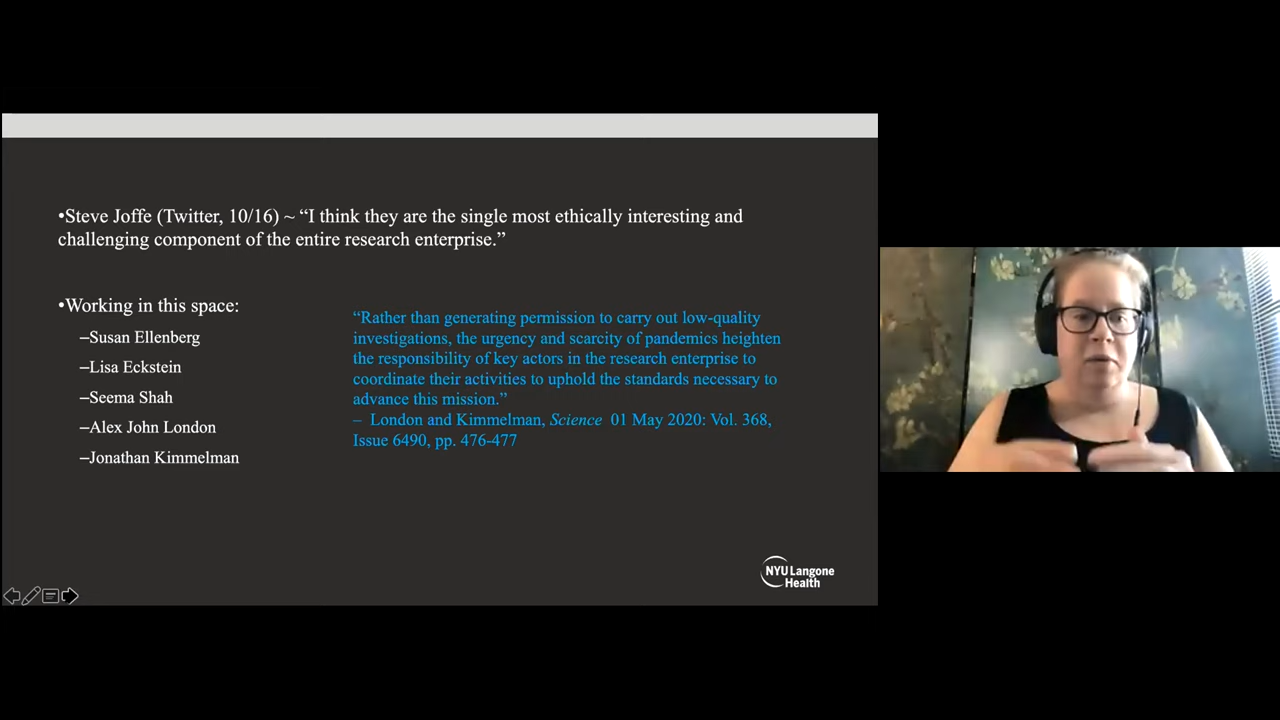 •Steve Joffe (Twitter, 10/16) ~ “I think they are the single most ethically interesting and
challenging component of the entire research enterprise.”
•Working in this space:
–Susan Ellenberg
–Lisa Eckstein
–Seema Shah
–Alex John London
–Jonathan Kimmelman
“Rather than generating permission to carry out low-quality
investigations, the urgency and scarcity of pandemics heighten
the responsibility of key actors in the research enterprise to
coordinate their activities to uphold the standards necessary to
advance this mission.”
– London and Kimmelman, Science 01 May 2020: Vol. 368,
Issue 6490, pp. 476-477
NYU Langone
Health